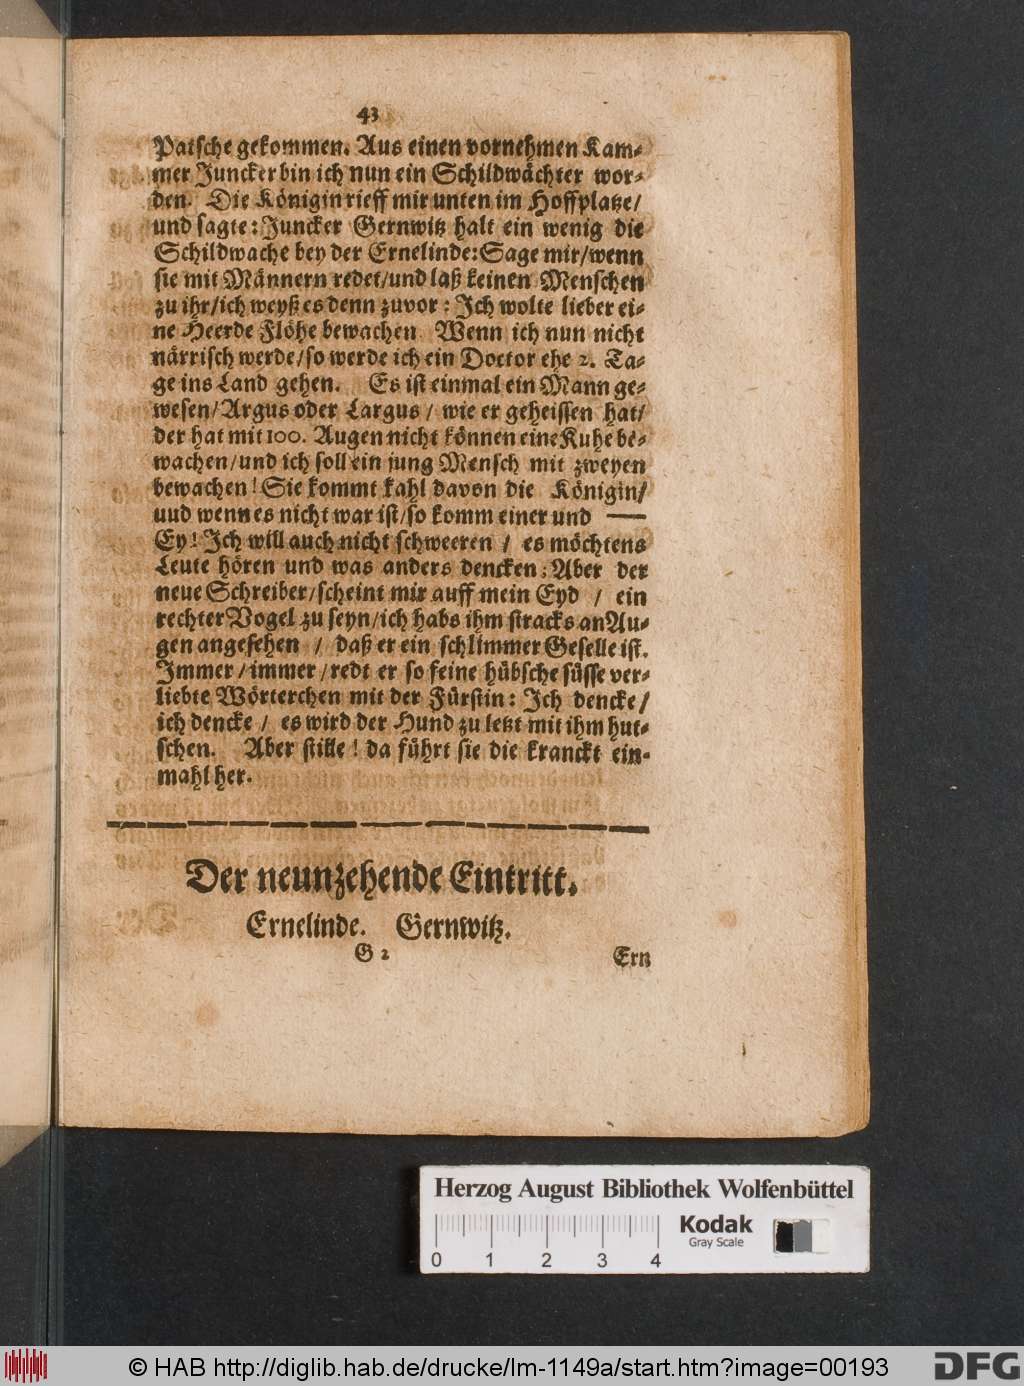 43
Patsche gekommen. Aus einen vornehmen Kam-
mer Juncker bin ich nun ein Schildwächter wor-
den. Die Königin rieff mir unten im Hoffplatze/
und sagte: Juncker Gernwitz halt ein wenig die
Schildwache bey der Ernelinde: Sage mir/wenn
sie mit Männern redet/und laß keinen Menschen
zu ihr/ich weyß es denn zuvor: Ich wolte lieber ei-
ne Heerde Flöhe bewachen. Wenn ich nun nicht
närrisch werde/so werde ich ein Doctor ehe 2. Ta-
ge ins Land gehen. Es ist einmal ein Mann ge-
wesen/Argus oder Largus/ wie er geheissen hat/
der hat mit 100. Augen nicht können eine Kuhe be-
wachen/und ich soll ein jung Mensch mit zweyen
bewachen! Sie kommt kahl davon die Königin/
uud wenn es nicht war ist/so komm einer und —
Ey! Ich will auch nicht schweeren / es möchtens
Leute hören und was anders dencken: Aber der
neue Schreiber/scheint mir auff mein Eyd / ein
rechter Vogel zu seyn/ich habs ihm stracks an Au-
gen angesehen / daß er ein schlimmer Geselle ist.
Immer/immer/redt er so feine hübsche süsse ver-
liebte Wörterchen mit der Fürstin: Ich dencke/
ich dencke/ es wird der Hund zu letzt mit ihm hut-
schen. Aber stille! da führt sie die kranckt ein-
mahl her.
Der neunzehende Eintritt.
Ernelinde. Gernwitz.
G 2 Ern
Herzog August Bibliothek Wolfenbüttel
0 1 2 3 4
Kodak
Gray Scale
© HAB http://diglib.hab.de/drucke/lm-1149a/start.htm?image=00193
DFG